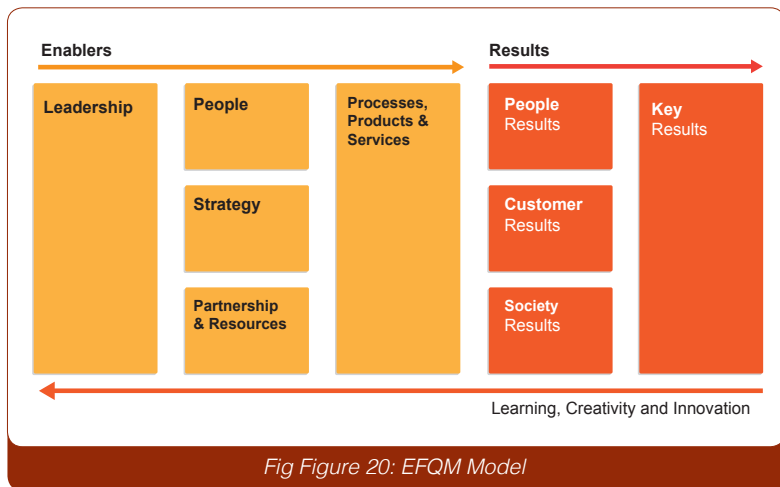 Enablers
Results
Leadership
People
Strategy
Partnership
& Resources
Processes,
Products &
Services
People
Results
Customer
Results
Society
Results
Key
Results
Learning, Creativity and Innovation
Fig Figure 20: EFQM Model